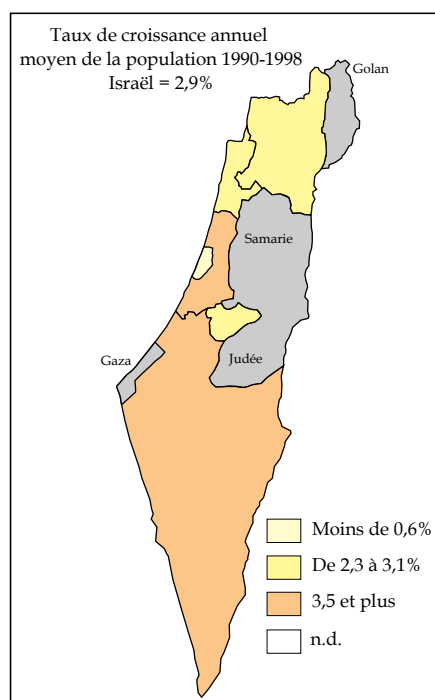 Taux de croissance annuel
moyen de la population 1990-1998
Israël = 2,9%
Golan
Samarie
Gaza
Judée
Moins de 0,6%
De 2,3 à 3,1%
3,5 et plus
n.d.